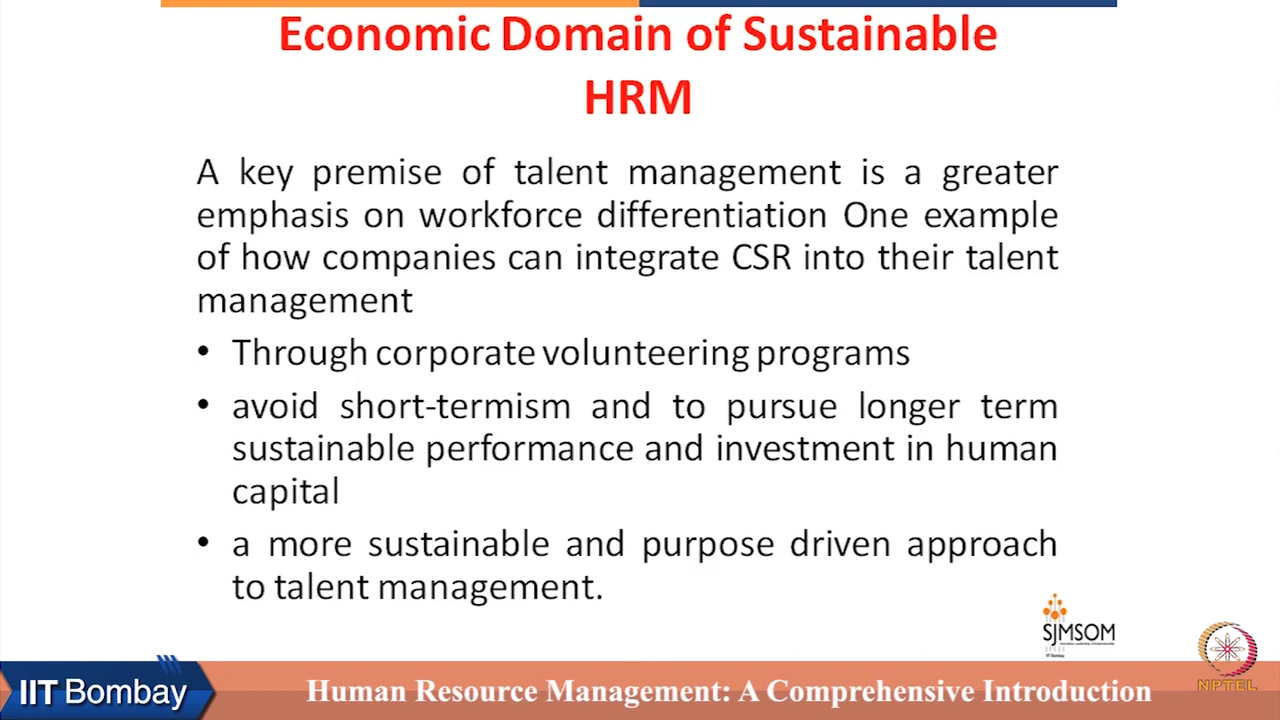 Economic Domain of Sustainable
HRM
A key premise of talent management is a greater
emphasis on workforce differentiation One example
of how companies can integrate CSR into their talent
management
• Through corporate volunteering programs
• avoid short-termism and to pursue longer term
sustainable performance and investment in human
capital
• a more sustainable and purpose driven approach
to talent management.
SJMSOM
IIT Bombay
NPTEL
IIT Bombay
Human Resource Management: A Comprehensive Introduction